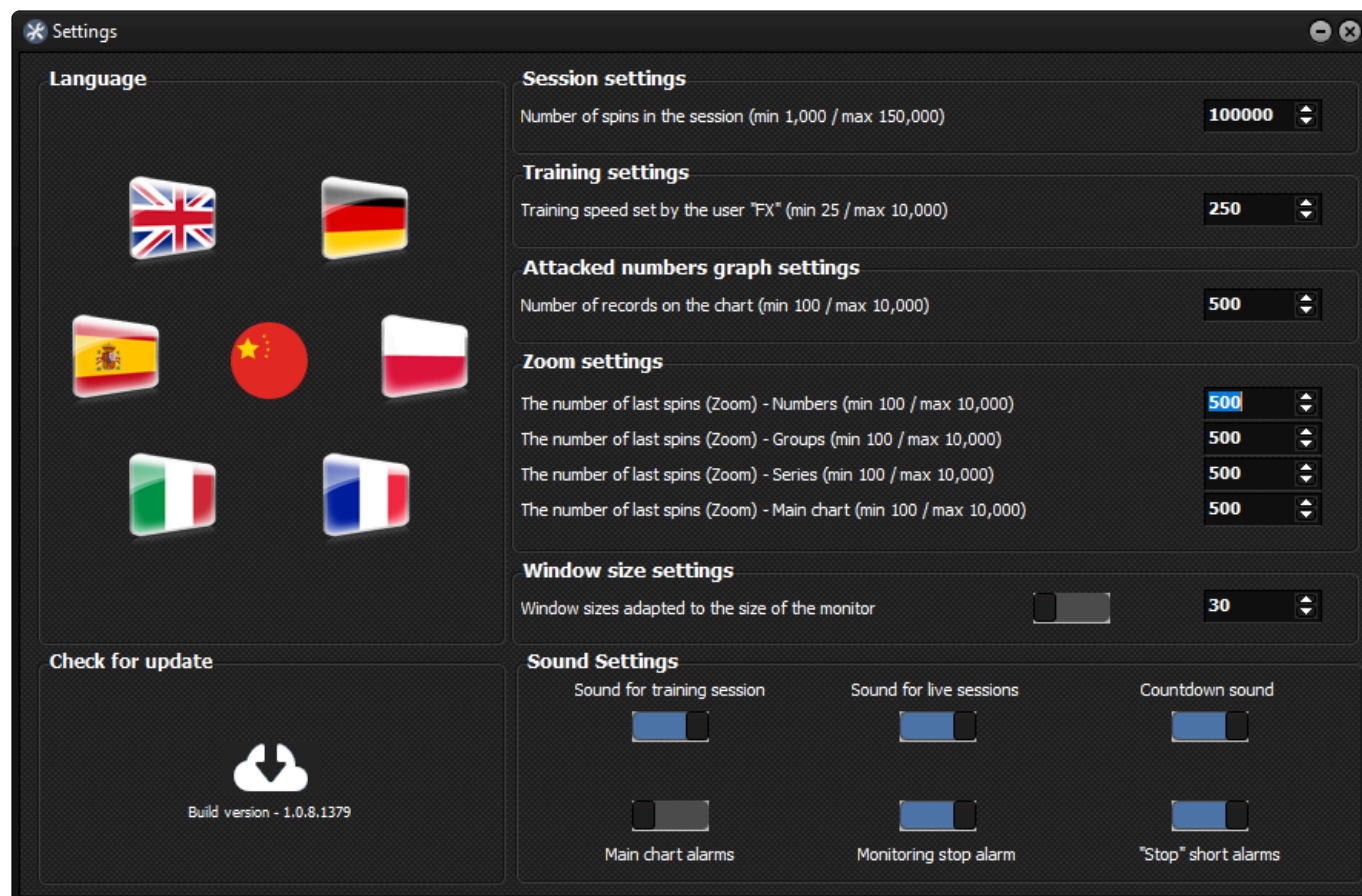 Settings
Language
Session settings
Number of spins in the session (min 1,000 / max 150,000)
100000
Training settings
Training speed set by the user "FX" (min 25 / max 10,000)
250
Attacked numbers graph settings
Number of records on the chart (min 100 / max 10,000)
500
Zoom settings
The number of last spins (Zoom) - Numbers (min 100 / max 10,000)
500
The number of last spins (Zoom) - Groups (min 100 / max 10,000)
500
The number of last spins (Zoom) - Series (min 100 / max 10,000)
500
The number of last spins (Zoom) - Main chart (min 100 / max 10,000)
500
Window size settings
Window sizes adapted to the size of the monitor
30
Check for update
Build version - 1.0.8.1379
Sound Settings
Sound for training session
Sound for live sessions
Countdown sound
Main chart alarms
Monitoring stop alarm
"Stop" short alarms